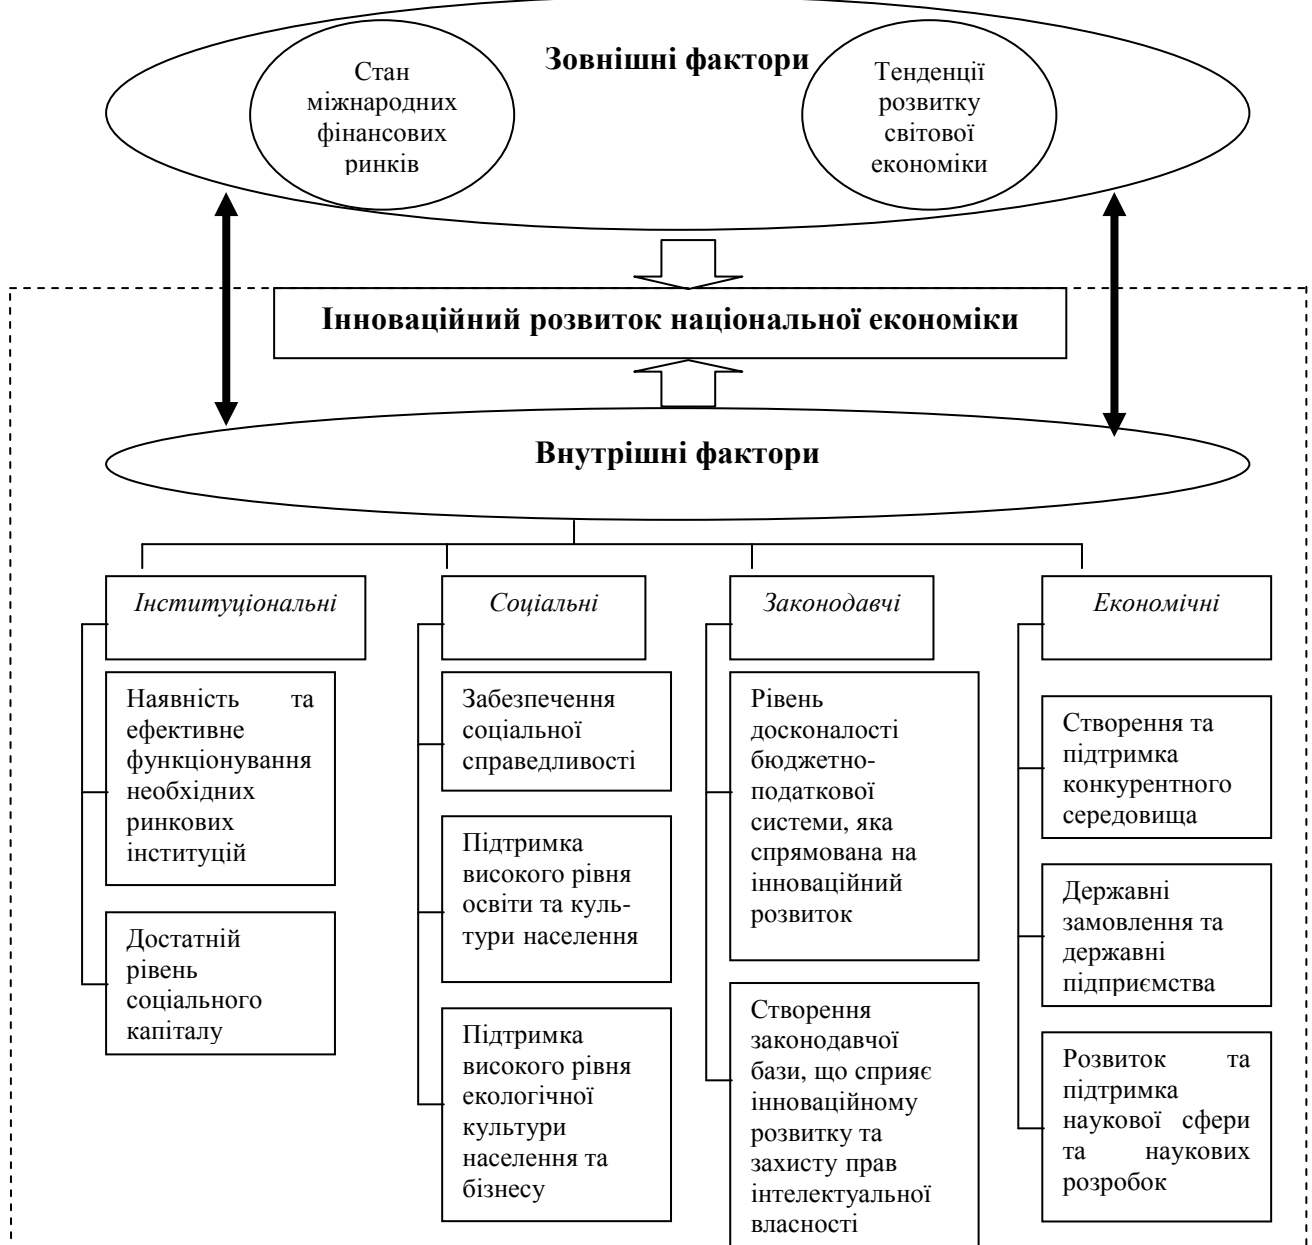 Зовнішні фактори
Стан
міжнародних
фінансових
ринків
Тенденції
розвитку
світової
економіки
Інноваційний розвиток національної економіки
Внутрішні фактори
Інституціональні
Наявність та
ефективне
функціонування
необхідних
ринкових
інституцій
Достатній
рівень
соціального
капіталу
Соціальні
Забезпечення
соціальної
справедливості
Підтримка
високого рівня
освіти та куль-
тури населення
Підтримка
високого рівня
екологічної
культури
населення та
бізнесу
Законодавчі
Рівень
досконалості
бюджетно-
податкової
системи, яка
спрямована на
інноваційний
розвиток
Створення
законодавчої
бази, що сприяє
інноваційному
розвитку та
захисту прав
інтелектуальної
власності
Економічні
Створення та
підтримка
конкурентного
середовища
Державні
замовлення та
державні
підприємства
Розвиток та
підтримка
наукової сфери
та наукових
розробок